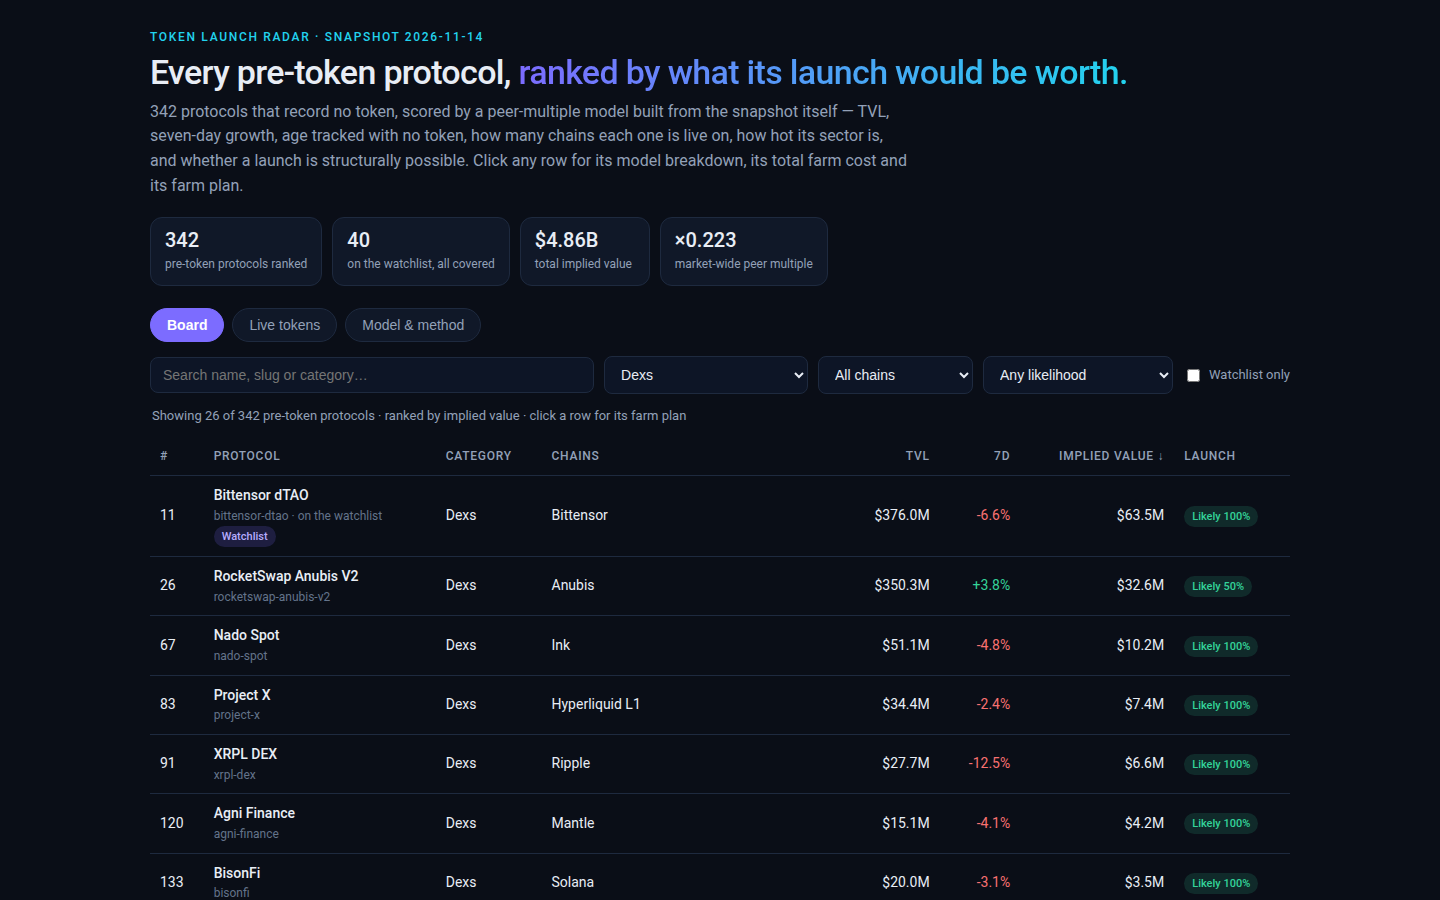 TOKEN LAUNCH RADAR · SNAPSHOT 2026-11-14
Every pre-token protocol, ranked by what its launch would be worth.
342 protocols that record no token, scored by a peer-multiple model built from the snapshot itself — TVL,
seven-day growth, age tracked with no token, how many chains each one is live on, how hot its sector is,
and whether a launch is structurally possible. Click any row for its model breakdown, its total farm cost and
its farm plan.
342 40 $4.86B ×0.223
pre-token protocols ranked on the watchlist, all covered total implied value market-wide peer multiple
Board Live tokens Model & method
Search name, slug or category… Dexs All chains Any likelihood Watchlist only
Showing 26 of 342 pre-token protocols · ranked by implied value · click a row for its farm plan
# PROTOCOL CATEGORY CHAINS TVL 7D IMPLIED VALUE ↓ LAUNCH
Bittensor dTAO
11 bittensor-dtao · on the watchlist Dexs Bittensor $376.0M -6.6% $63.5M Likely 100%
Watchlist
RocketSwap Anubis V2
26 rocketswap-anubis-v2 Dexs Anubis $350.3M +3.8% $32.6M Likely 50%
Nado Spot
67 nado-spot Dexs Ink $51.1M -4.8% $10.2M Likely 100%
Project X
83 project-x Dexs Hyperliquid L1 $34.4M -2.4% $7.4M Likely 100%
XRPL DEX
91 xrpl-dex Dexs Ripple $27.7M -12.5% $6.6M Likely 100%
Agni Finance
120 agni-finance Dexs Mantle $15.1M -4.1% $4.2M Likely 100%
BisonFi
133 bisonfi Dexs Solana $20.0M -3.1% $3.5M Likely 100%